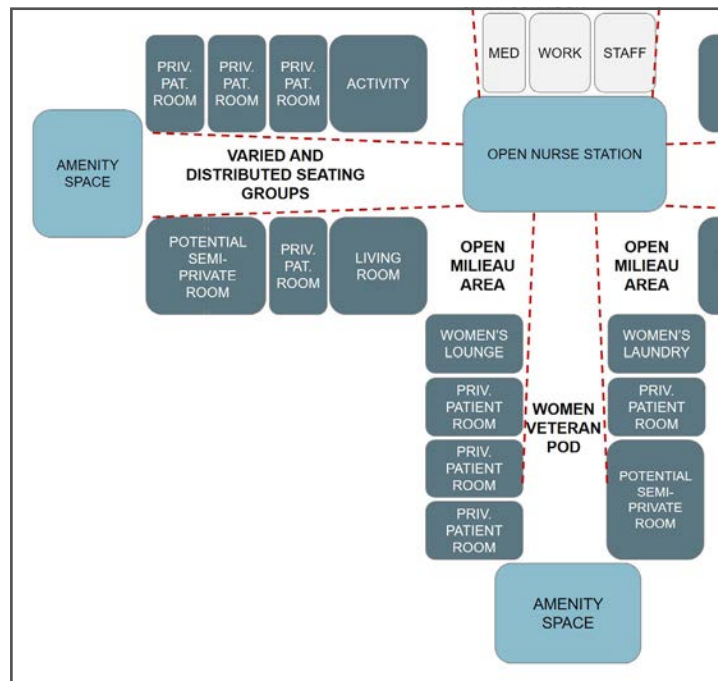 MED
WORK
STAFF
PRIV.
PAT.
ROOM
PRIV.
PAT.
ROOM
PRIV.
PAT.
ROOM
ACTIVITY
AMENITY
SPACE
VARIED AND
DISTRIBUTED SEATING
GROUPS
OPEN NURSE STATION
POTENTIAL
SEMI-
PRIVATE ROOM
PRIV.
PAT.
ROOM
LIVING
ROOM
OPEN
MILIEAU
AREA
OPEN
MILIEAU
AREA
WOMEN'S
LOUNGE
WOMEN'S
LAUNDRY
PRIV.
PATIENT
ROOM
WOMEN
VETERAN
POD
PRIV.
PATIENT
ROOM
PRIV.
PATIENT
ROOM
POTENTIAL
SEMI-
PRIVATE
ROOM
PRIV.
PATIENT
ROOM
AMENITY
SPACE